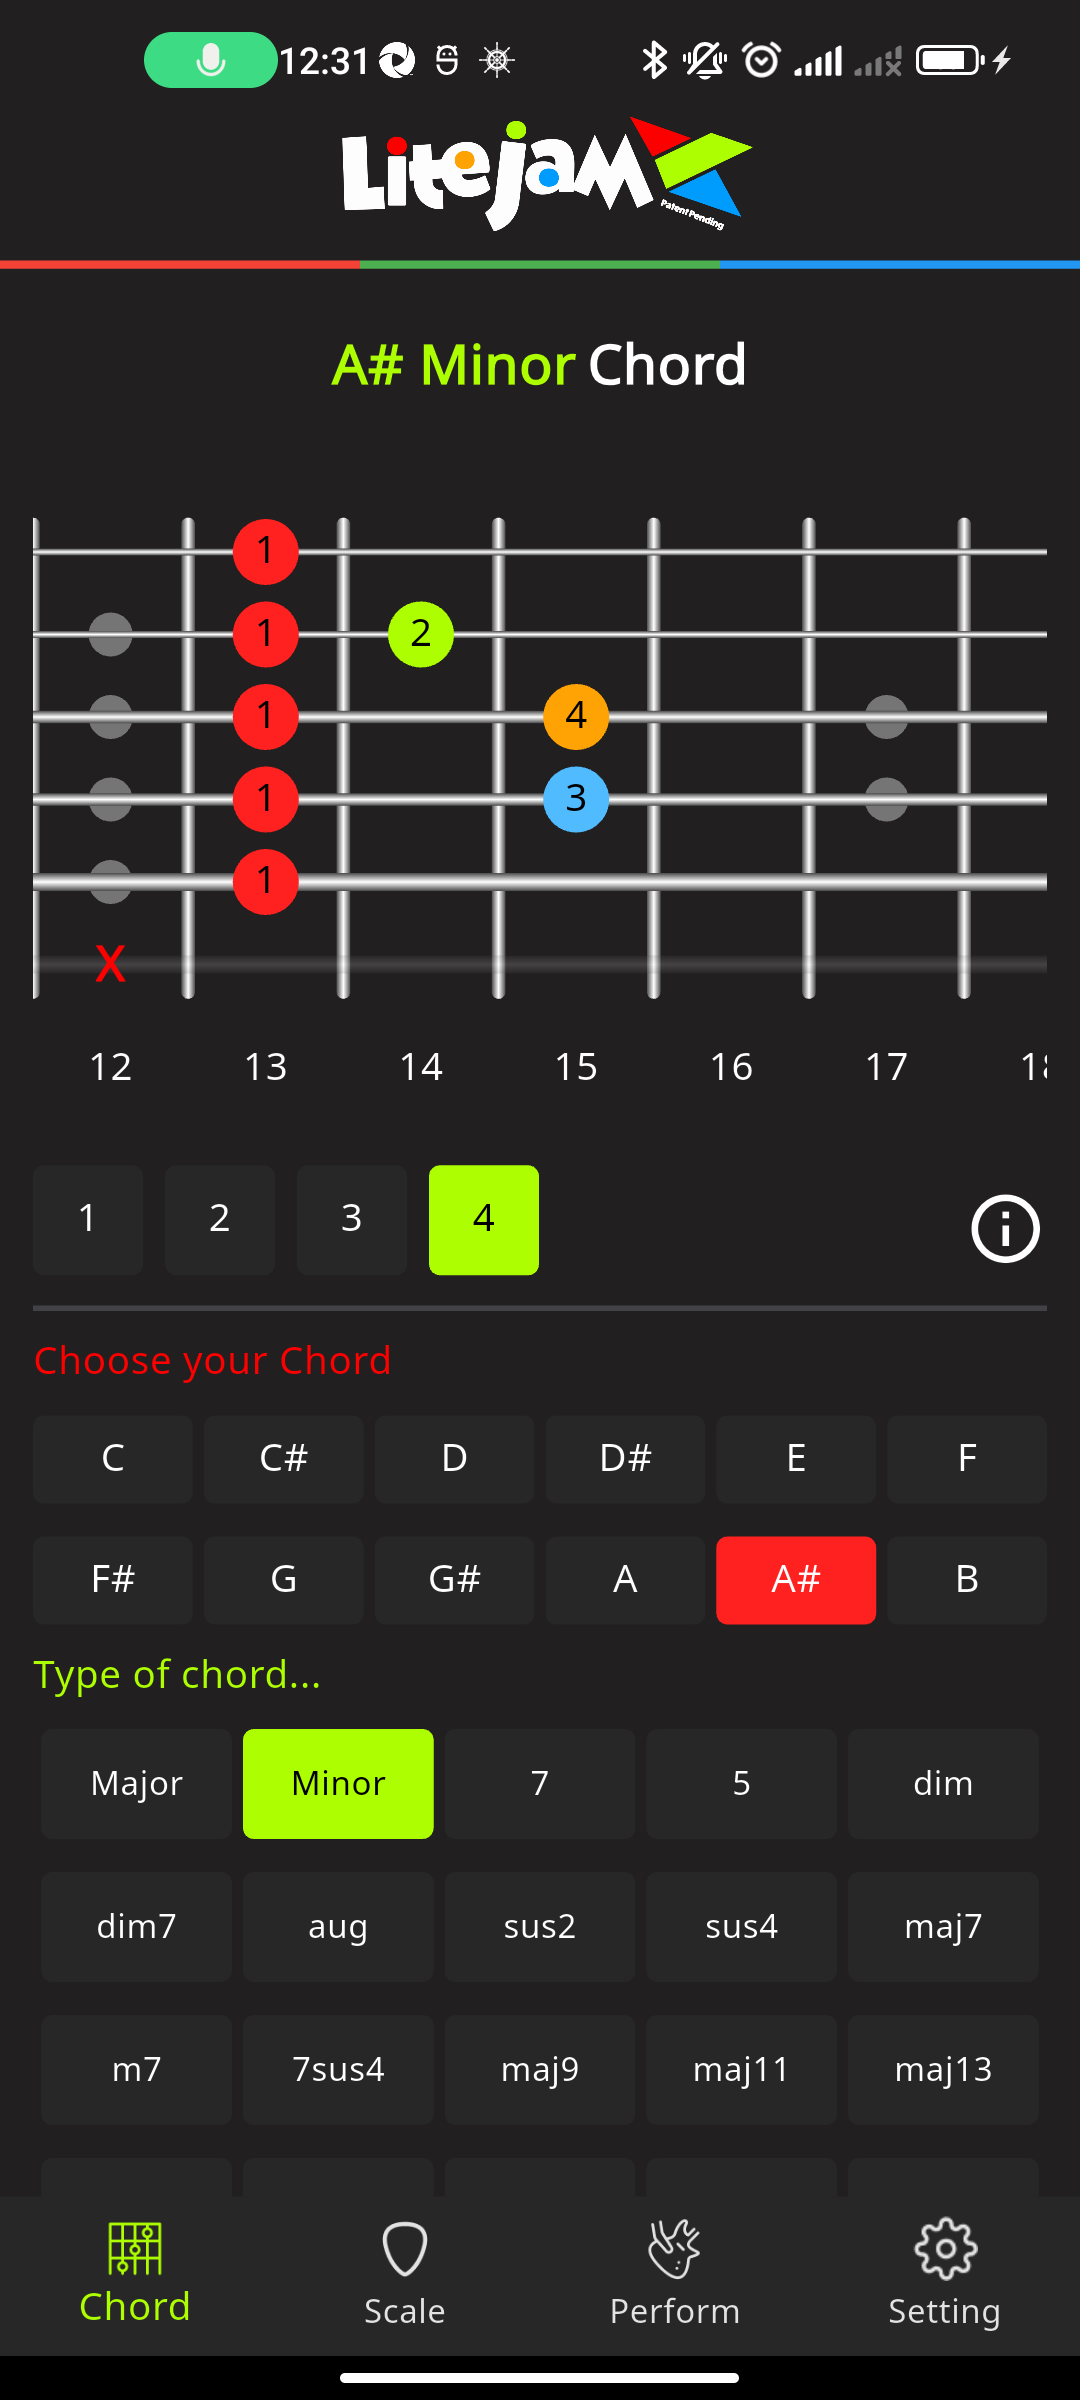 12:31
LiteJam
Patent Pending
A# Minor Chord
1
1 2
1 4
1 3
1
X
12 13 14 15 16 17
1 2 3 4
Choose your Chord
C C# D D# E F
F# G G# A A# B
Type of chord...
Major Minor 7 5 dim
dim7 aug sus2 sus4 maj7
m7 7sus4 maj9 maj11 maj13
Chord Scale Perform Setting